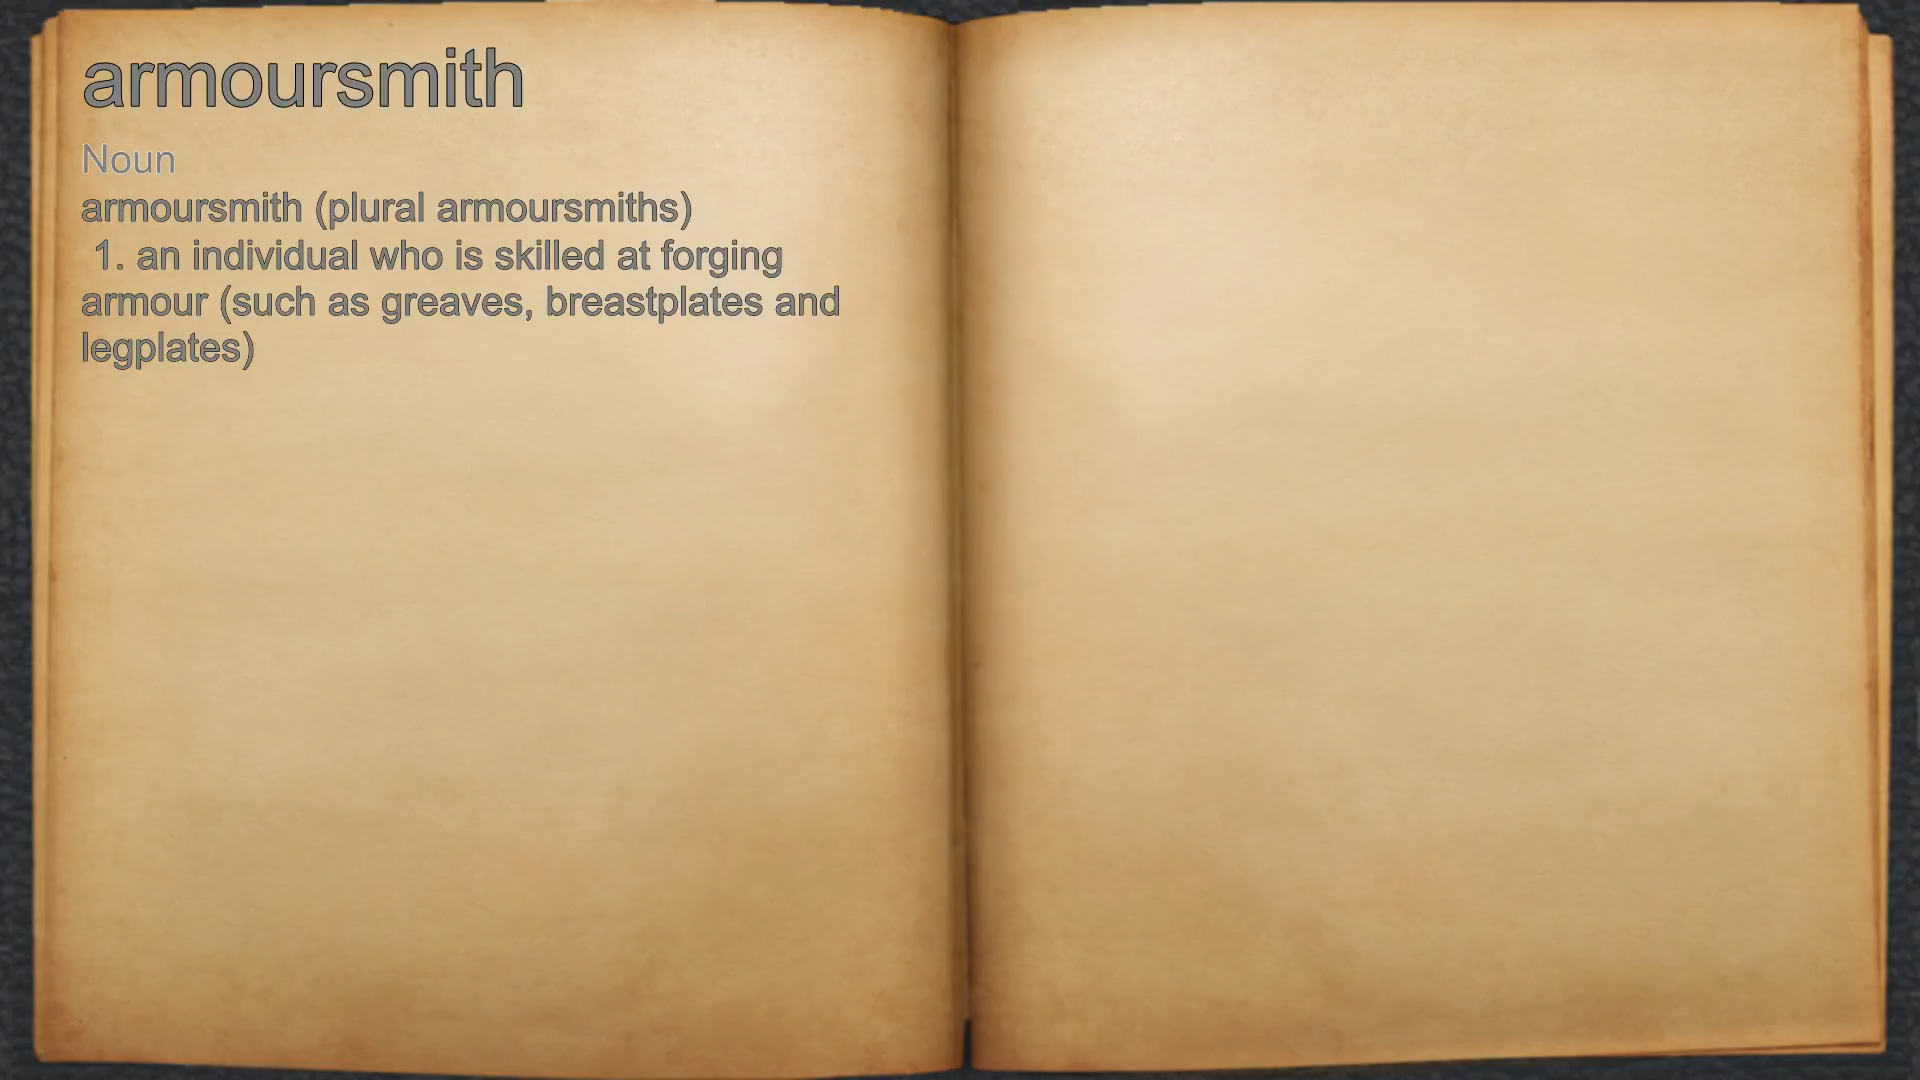 armoursmith
Noun
armoursmith (plural armoursmiths)
1. an individual who is skilled at forging
armour (such as greaves, breastplates and
legplates)